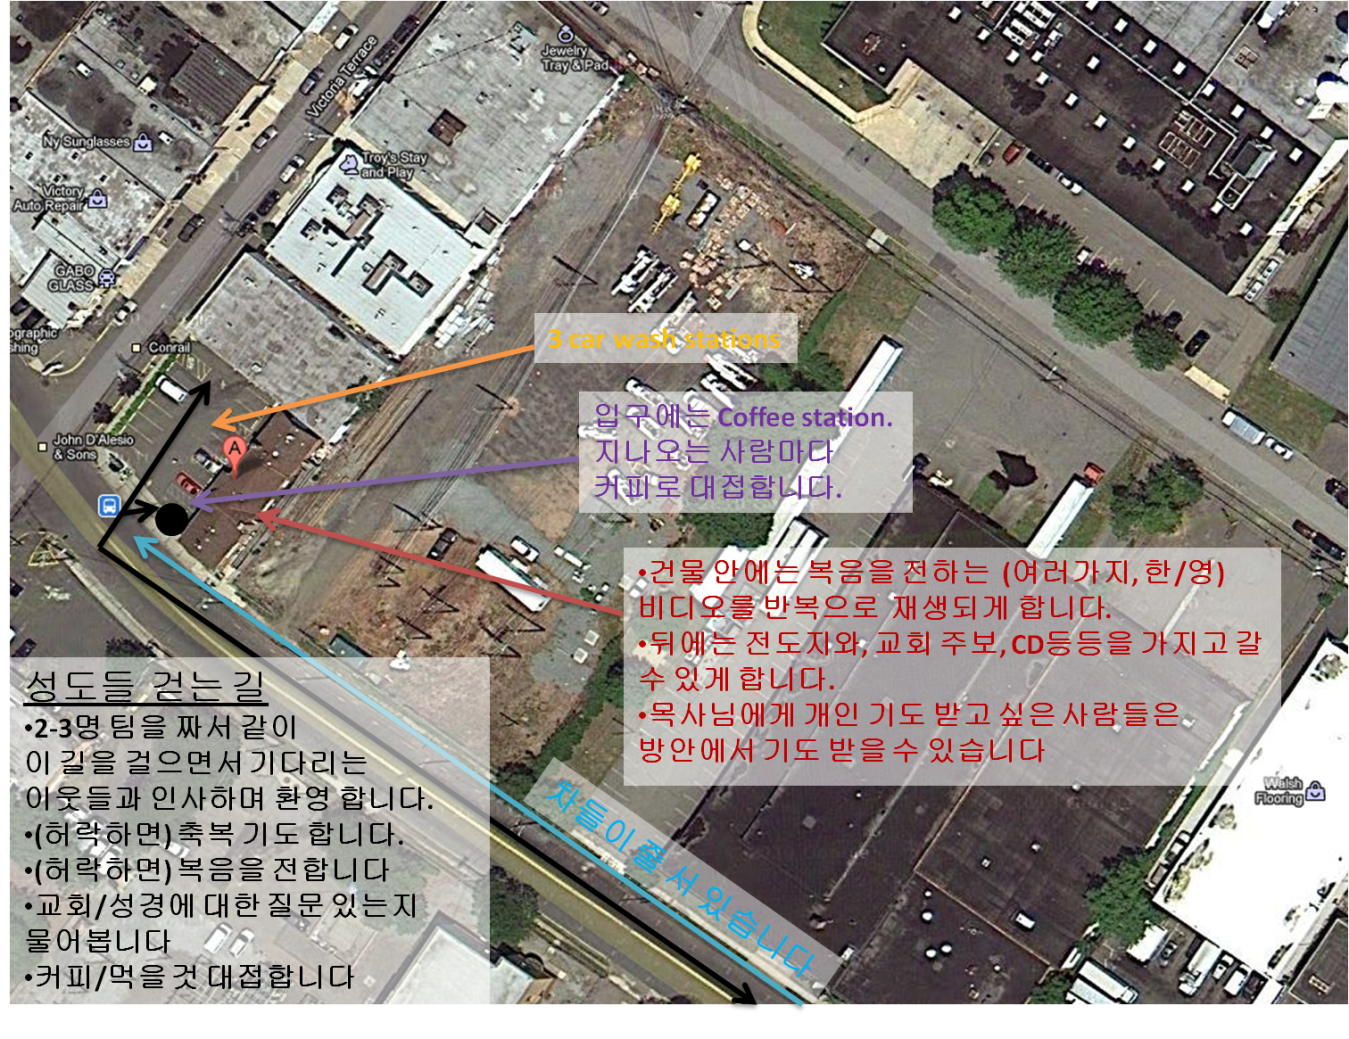 Jewelry
Tray & Pad
Victoria Terrace
Ny Sunglasses
Troy's Stay
and Play
Victory
Auto Repair
GABO
GLASS
ographic
shing
Conrail
3 car wash stations
입구에는 Coffee station.
지나오는 사람마다
커피로 대접합니다.
John D'Alesio
& Sons
A
•건물 안에는 복음을 전하는 (여러가지, 한/영)
비디오를 반복으로 재생되게 합니다.
•뒤에는 전도자와, 교회 주보, CD등등을 가지고 갈
수 있게 합니다.
•목사님에게 개인 기도 받고 싶은 사람들은
방안에서 기도 받을 수 있습니다
성도들 걷는 길
•2-3명 팀을 짜서 같이
이 길을 걸으면서 기다리는
이웃들과 인사하며 환영 합니다.
•(허락하면) 축복 기도 합니다.
•(허락하면) 복음을 전합니다
•교회/성경에 대한 질문 있는지
물어봅니다
•커피/먹을 것 대접합니다
차들이 줄 서 있습니다
Walsh
Flooring